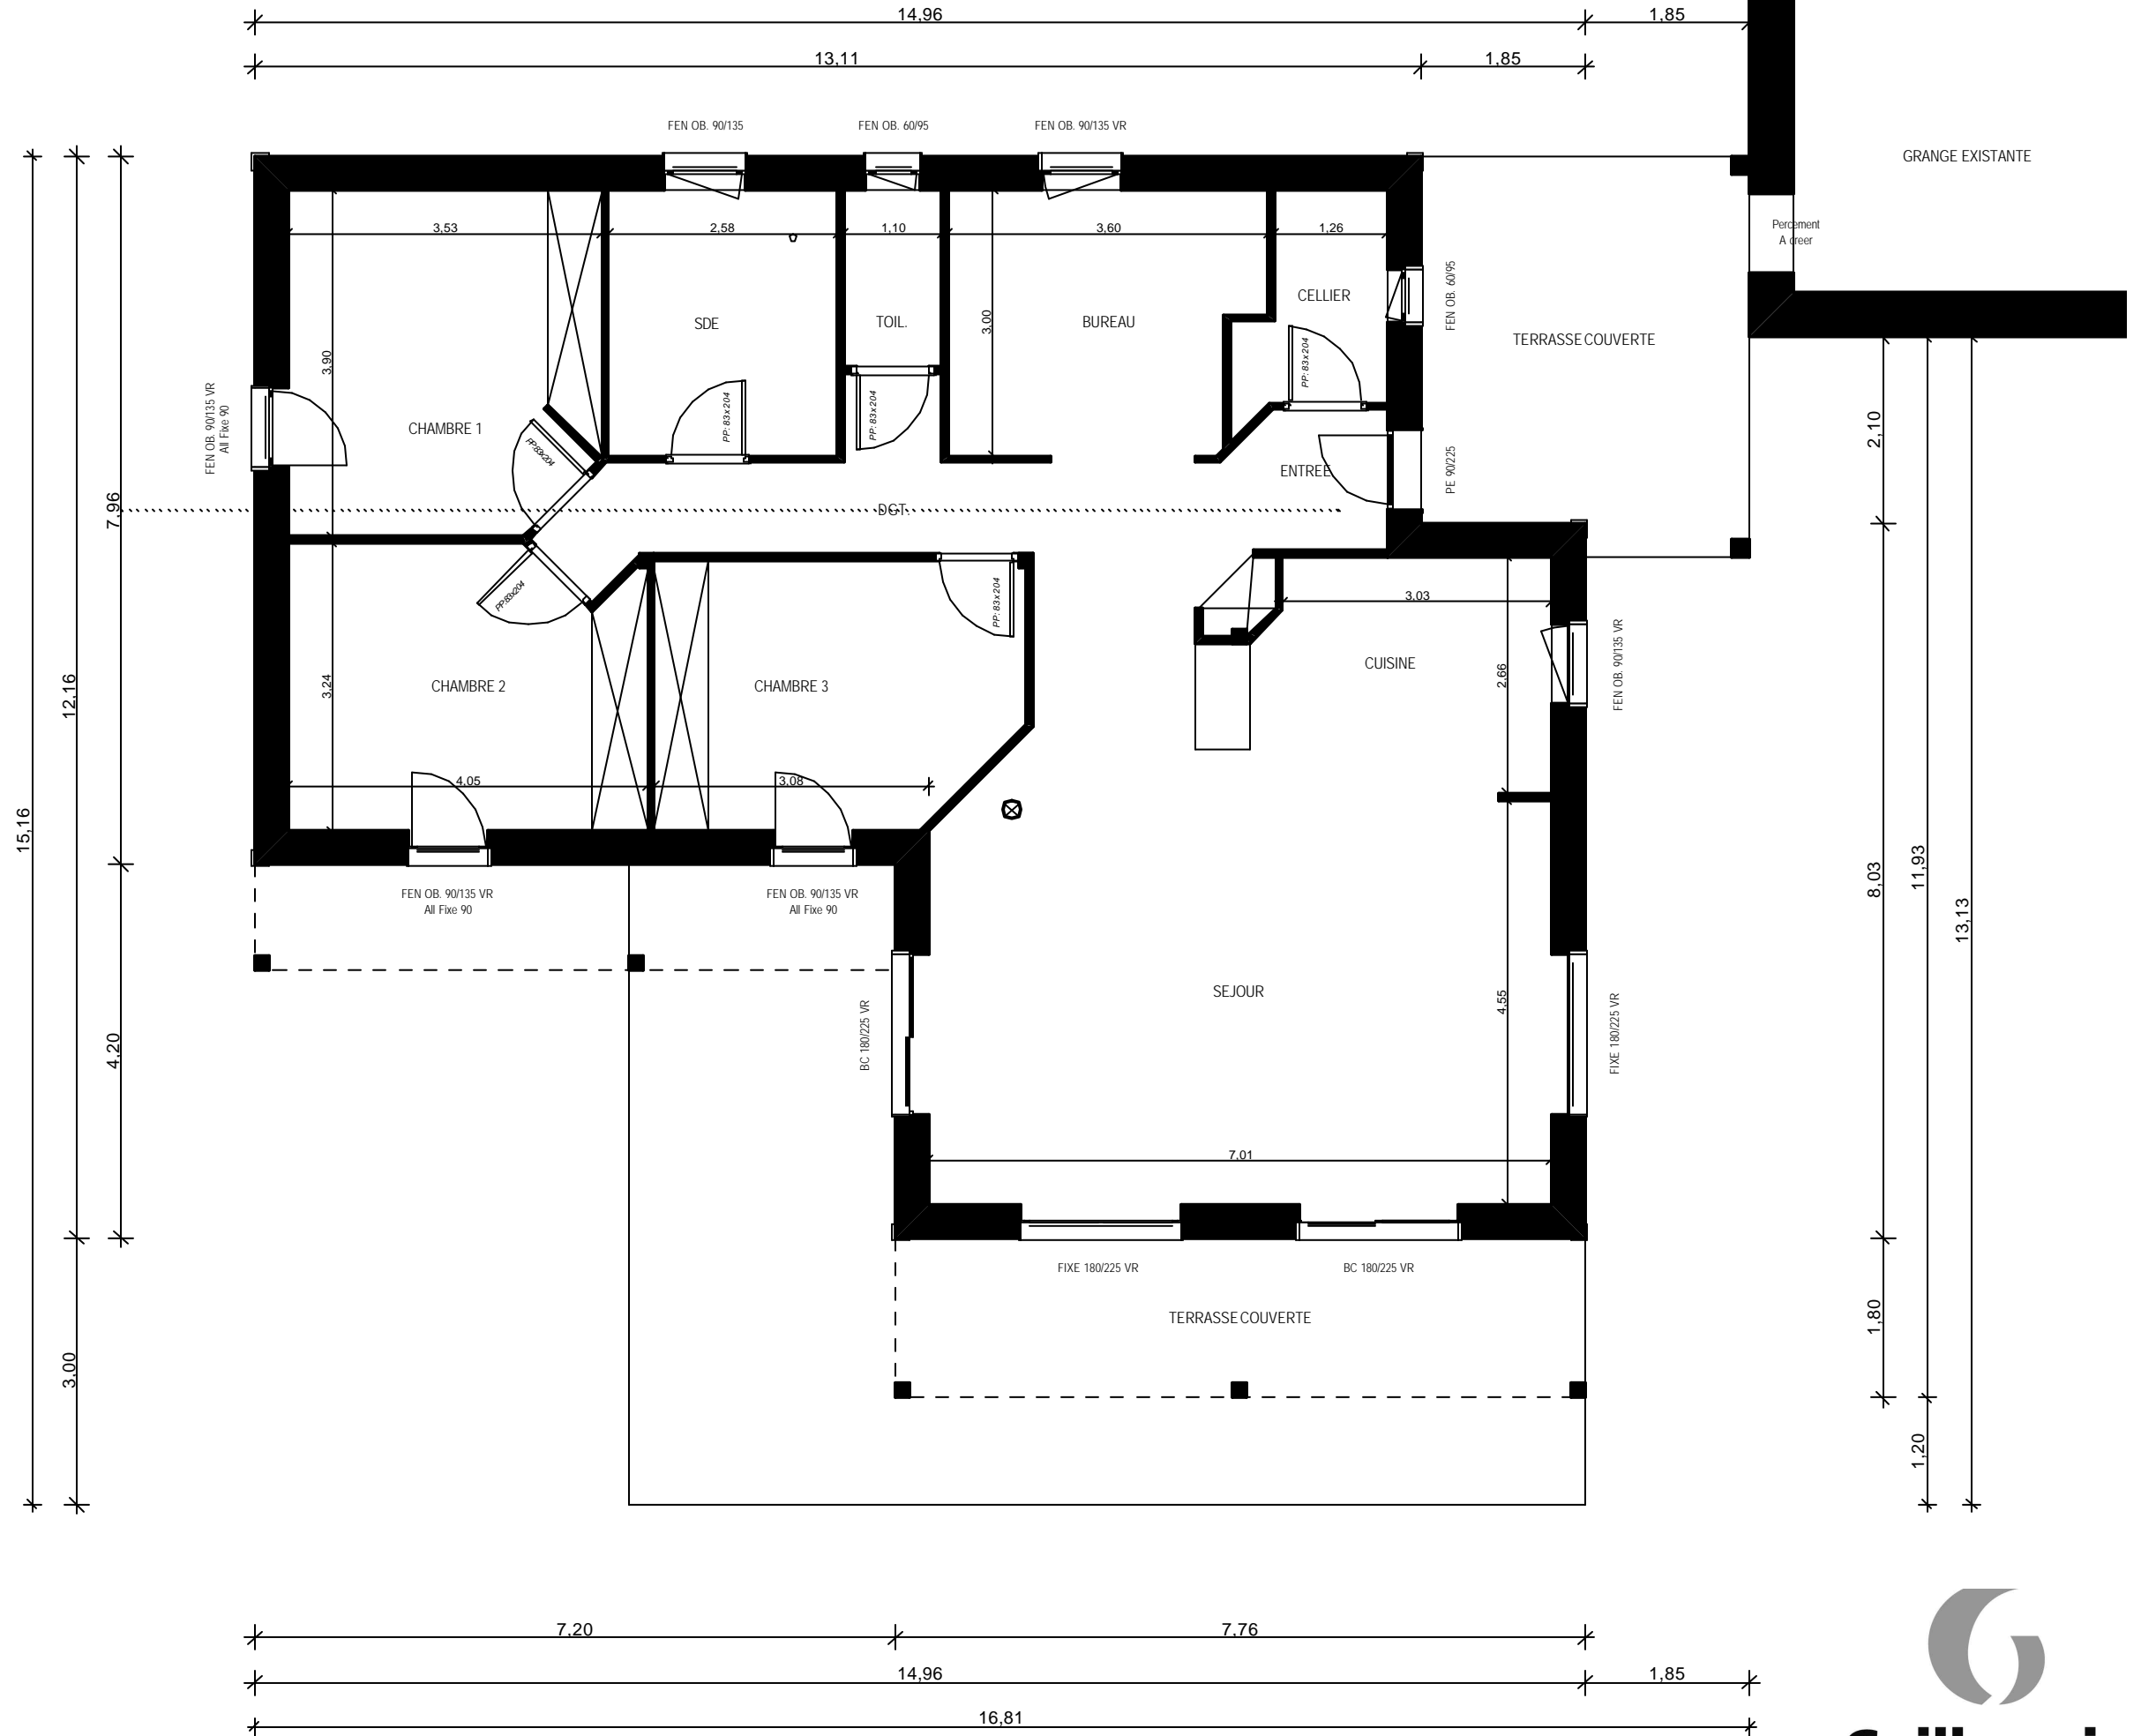 14,96
1,85
13,11
1,85
FEN OB. 90/135
FEN OB. 60/95
FEN OB. 90/135 VR
GRANGE EXISTANTE
Percement
A creer
3,53
2,58
1,10
3,60
1,26
CELLIER
FEN OB. 60/95
SDE
TOIL.
BUREAU
3,00
TERRASSE COUVERTE
3,90
PP: 83x204
PP: 83x204
PP: 83x204
FEN OB. 90/135 VR
All Fixe 90
CHAMBRE 1
PP:83x204
2,10
ENTREE
PE 90/225
7,96
DGT.
PP:83x204
PP: 83x204
3,03
CUISINE
2,66
FEN OB. 90/135 VR
12,16
3,24
CHAMBRE 2
CHAMBRE 3
4,05
3,08
15,16
8,03
11,93
13,13
FEN OB. 90/135 VR
All Fixe 90
FEN OB. 90/135 VR
All Fixe 90
SEJOUR
4,55
4,20
BC 180/225 VR
FIXE 180/225 VR
7,01
FIXE 180/225 VR
BC 180/225 VR
TERRASSE COUVERTE
1,80
3,00
1,20
7,20
7,76
14,96
1,85
16,81